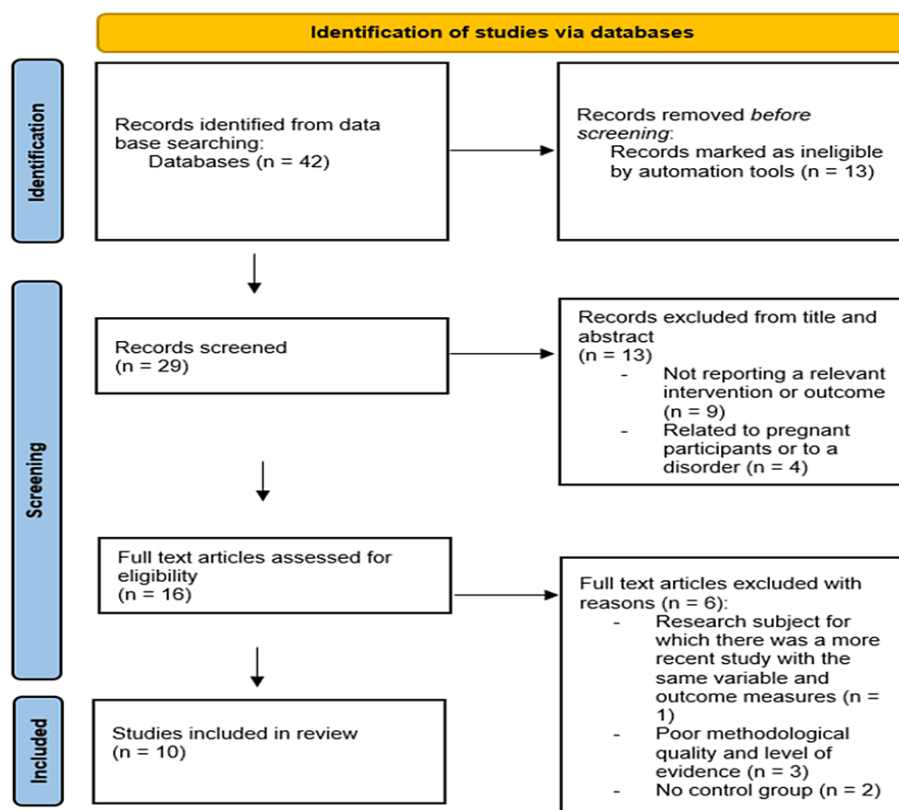 Identification of studies via databases
Identification
Records identified from data
base searching:
Databases (n = 42)
Records removed before
screening:
Records marked as ineligible
by automation tools (n = 13)
Screening
Records screened
(n = 29)
Records excluded from title and
abstract
(n = 13)
- Not reporting a relevant
intervention or outcome
(n = 9)
- Related to pregnant
participants or to a
disorder (n = 4)
Full text articles assessed for
eligibility
(n = 16)
Full text articles excluded with
reasons (n = 6):
- Research subject for
which there was a more
recent study with the
same variable and
outcome measures (n =
1)
- Poor methodological
quality and level of
evidence (n = 3)
- No control group (n = 2)
Included
Studies included in review
(n = 10)